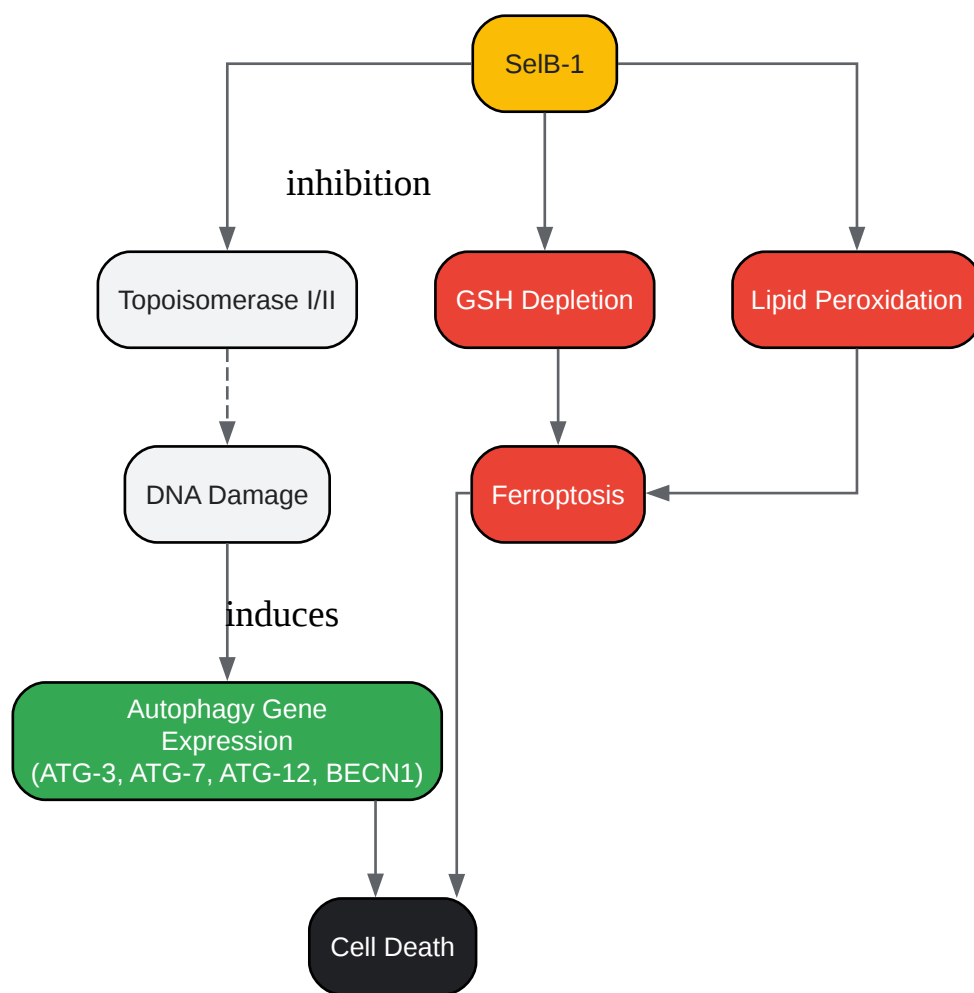 SelB-1
inhibition
Topoisomerase I/II
GSH Depletion
Lipid Peroxidation
DNA Damage
Ferroptosis
induces
Autophagy Gene
Expression
(ATG-3, ATG-7, ATG-12, BECN1)
Cell Death